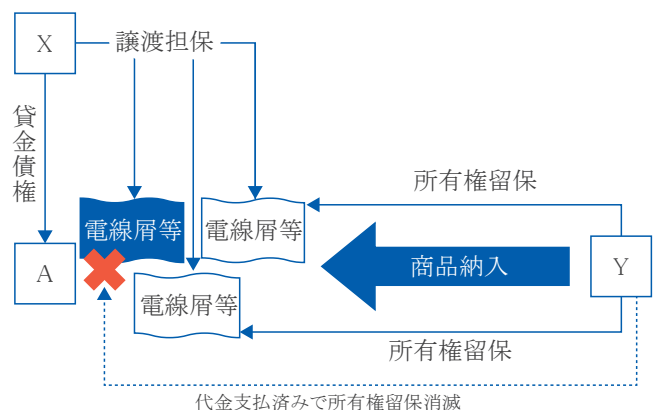 X
譲渡担保
貸金債権
所有権留保
電線屑等
電線屑等
A
商品納入
Y
電線屑等
所有権留保
代金支払済みで所有権留保消滅